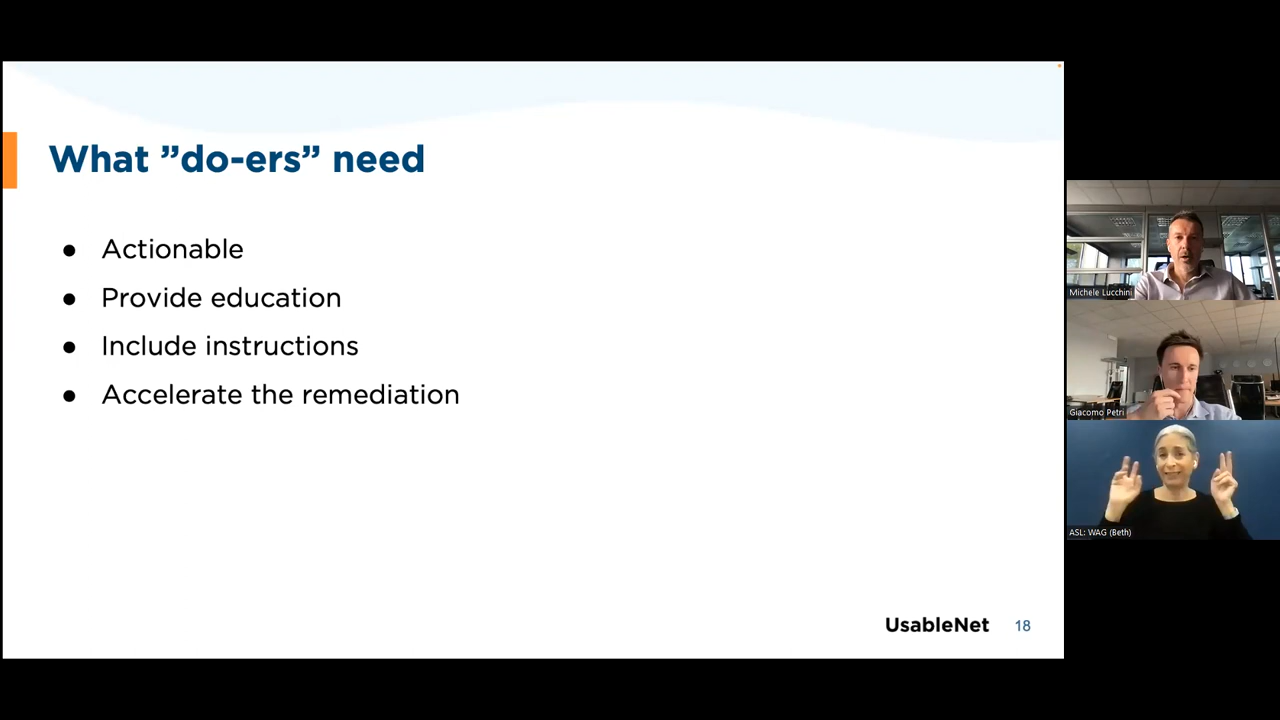 What ”do-ers” need
● Actionable
● Provide education
● Include instructions
● Accelerate the remediation
UsableNet 18
Michele Lucchini
Giacomo Petri
ASL: WAG (Beth)